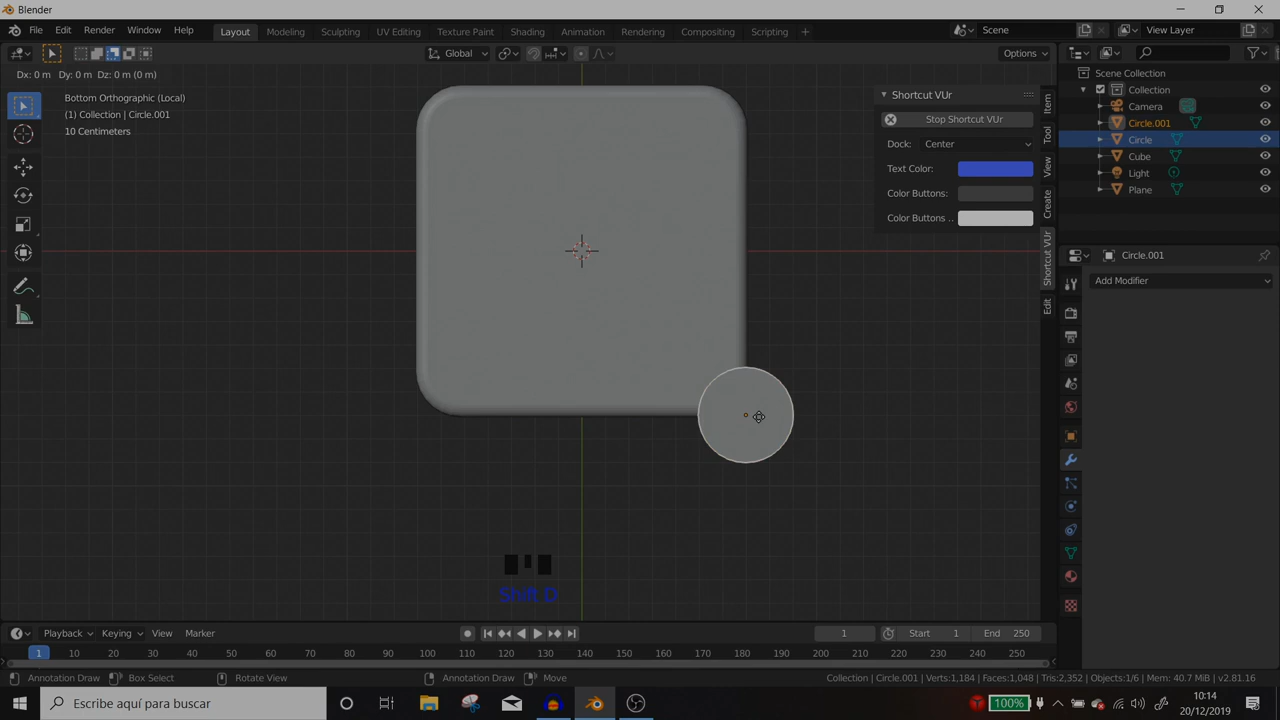 Blender
File Edit Render Window Help Layout Modeling Sculpting UV Editing Texture Paint Shading Animation Rendering Compositing Scripting + Scene View Layer
Global Options
Dx: 0 m Dy: 0 m Dz: 0 m (0 m)
Bottom Orthographic (Local)
(1) Collection | Circle.001
10 Centimeters
Shortcut VUr
Stop Shortcut VUr
Dock: Center
Text Color:
Color Buttons:
Color Buttons ..
Item
Tool
View
Create
Shortcut VUr
Edit
Scene Collection
Collection
Camera
Circle.001
Circle
Cube
Light
Plane
Circle.001
Add Modifier
Shift D
Playback Keying View Marker 1 Start 1 End 250
1 10 20 30 40 50 60 70 80 90 100 110 120 130 140 150 160 170 180 190 200 210 220 230 240 250
Annotation Draw Box Select Rotate View Annotation Draw Move Collection | Circle.001 | Verts:1,184 | Faces:1,048 | Tris:2,352 | Objects:1/6 | Mem: 40.7 MiB | v2.81.16
Escribe aquí para buscar
100%
10:14
20/12/2019